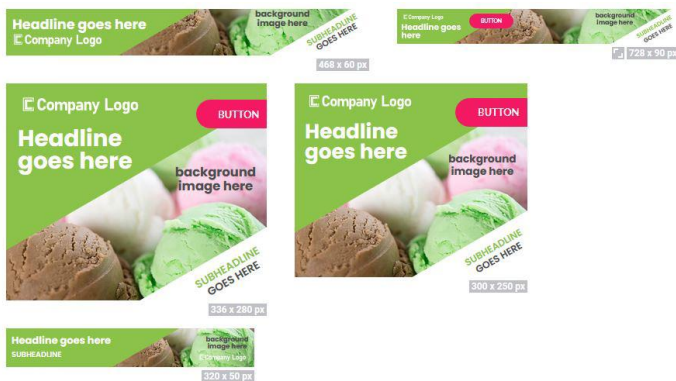 Headline goes here
Company Logo
background
image here
SUBHEADLINE
GOES HERE
468 x 60 px
Company Logo
Headline goes
here
BUTTON
background
image here
SUBHEADLINE
GOES HERE
728 x 90 px
Company Logo
BUTTON
Headline
goes here
background
image here
SUBHEADLINE
GOES HERE
336 x 280 px
Company Logo
BUTTON
Headline
goes here
background
image here
SUBHEADLINE
GOES HERE
300 x 250 px
Headline goes here
SUBHEADLINE
background
image here
Company Logo
320 x 50 px